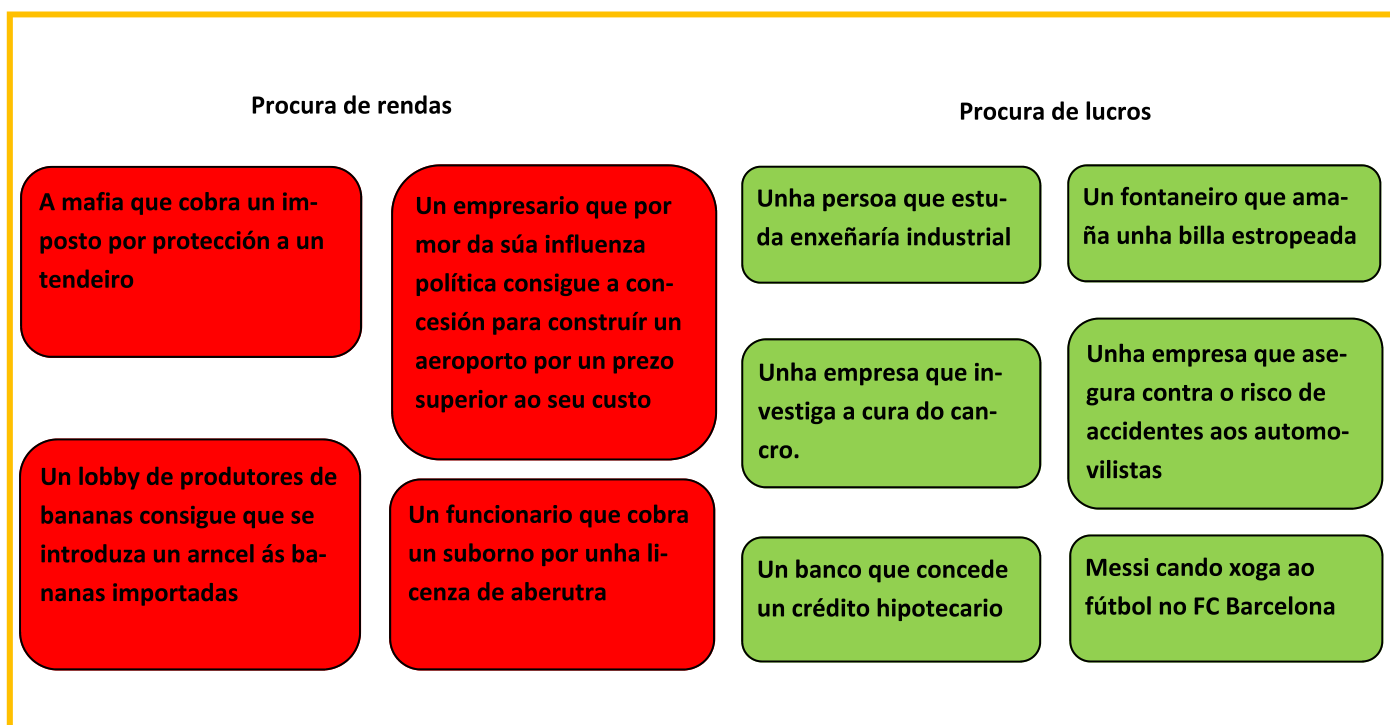 Procura de rendas
Procura de lucros
A mafia que cobra un im-
posto por protección a un
tendeiro
Un empresario que por
mor da súa influenza
política consigue a con-
cesión para construír un
aeroporto por un prezo
superior ao seu custo
Un lobby de produtores de
bananas consigue que se
introduza un arncel ás ba-
nanas importadas
Un funcionario que cobra
un suborno por unha li-
cenza de aberutra
Unha persoa que estu-
da enxeñaría industrial
Un fontaneiro que ama-
ña unha billa estropeada
Unha empresa que in-
vestiga a cura do can-
cro.
Unha empresa que ase-
gura contra o risco de
accidentes aos automo-
vilistas
Un banco que concede
un crédito hipotecario
Messi cando xoga ao
fútbol no FC Barcelona